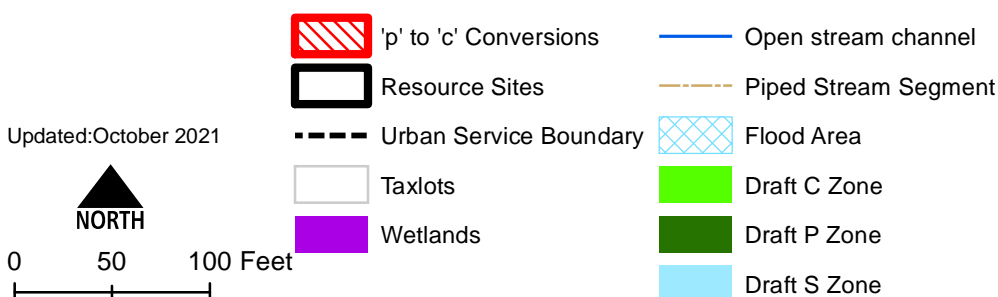 Updated:October 2021
NORTH
0 50 100 Feet
'p' to 'c' Conversions
Resource Sites
Urban Service Boundary
Taxlots
Wetlands
Open stream channel
Piped Stream Segment
Flood Area
Draft C Zone
Draft P Zone
Draft S Zone